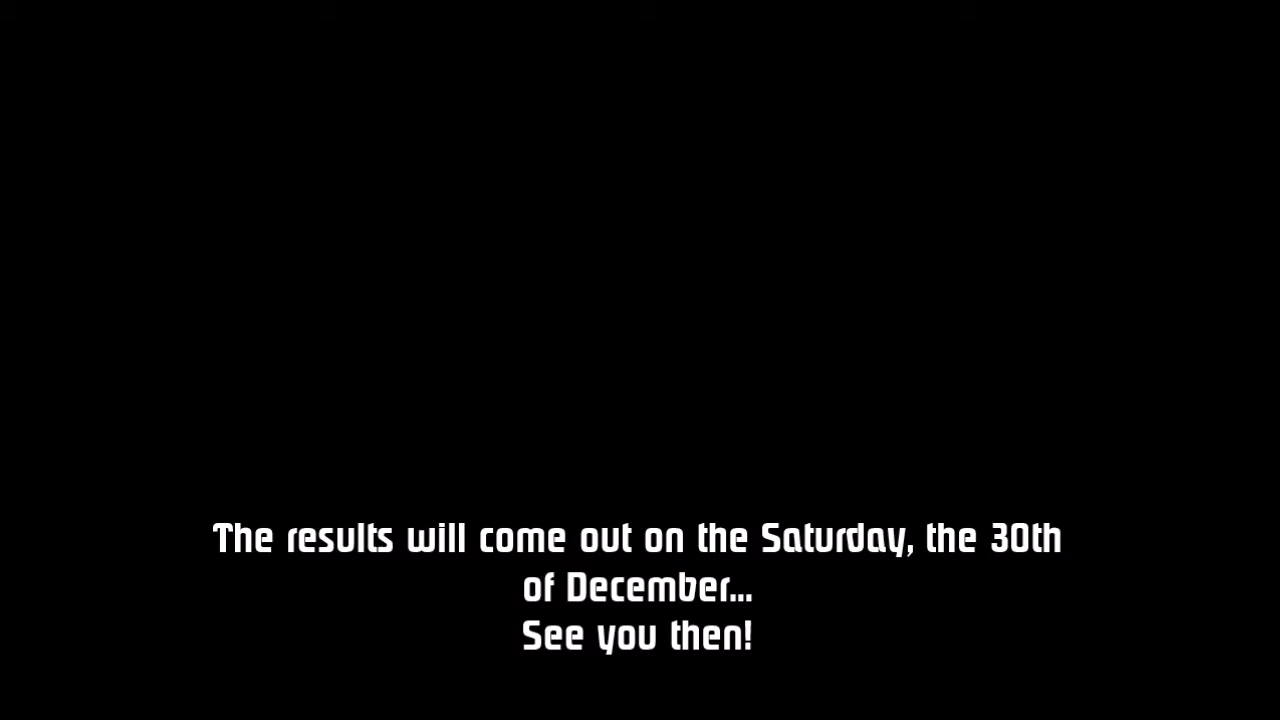 The results will come out on the Saturday, the 30th
of December...
See you then!